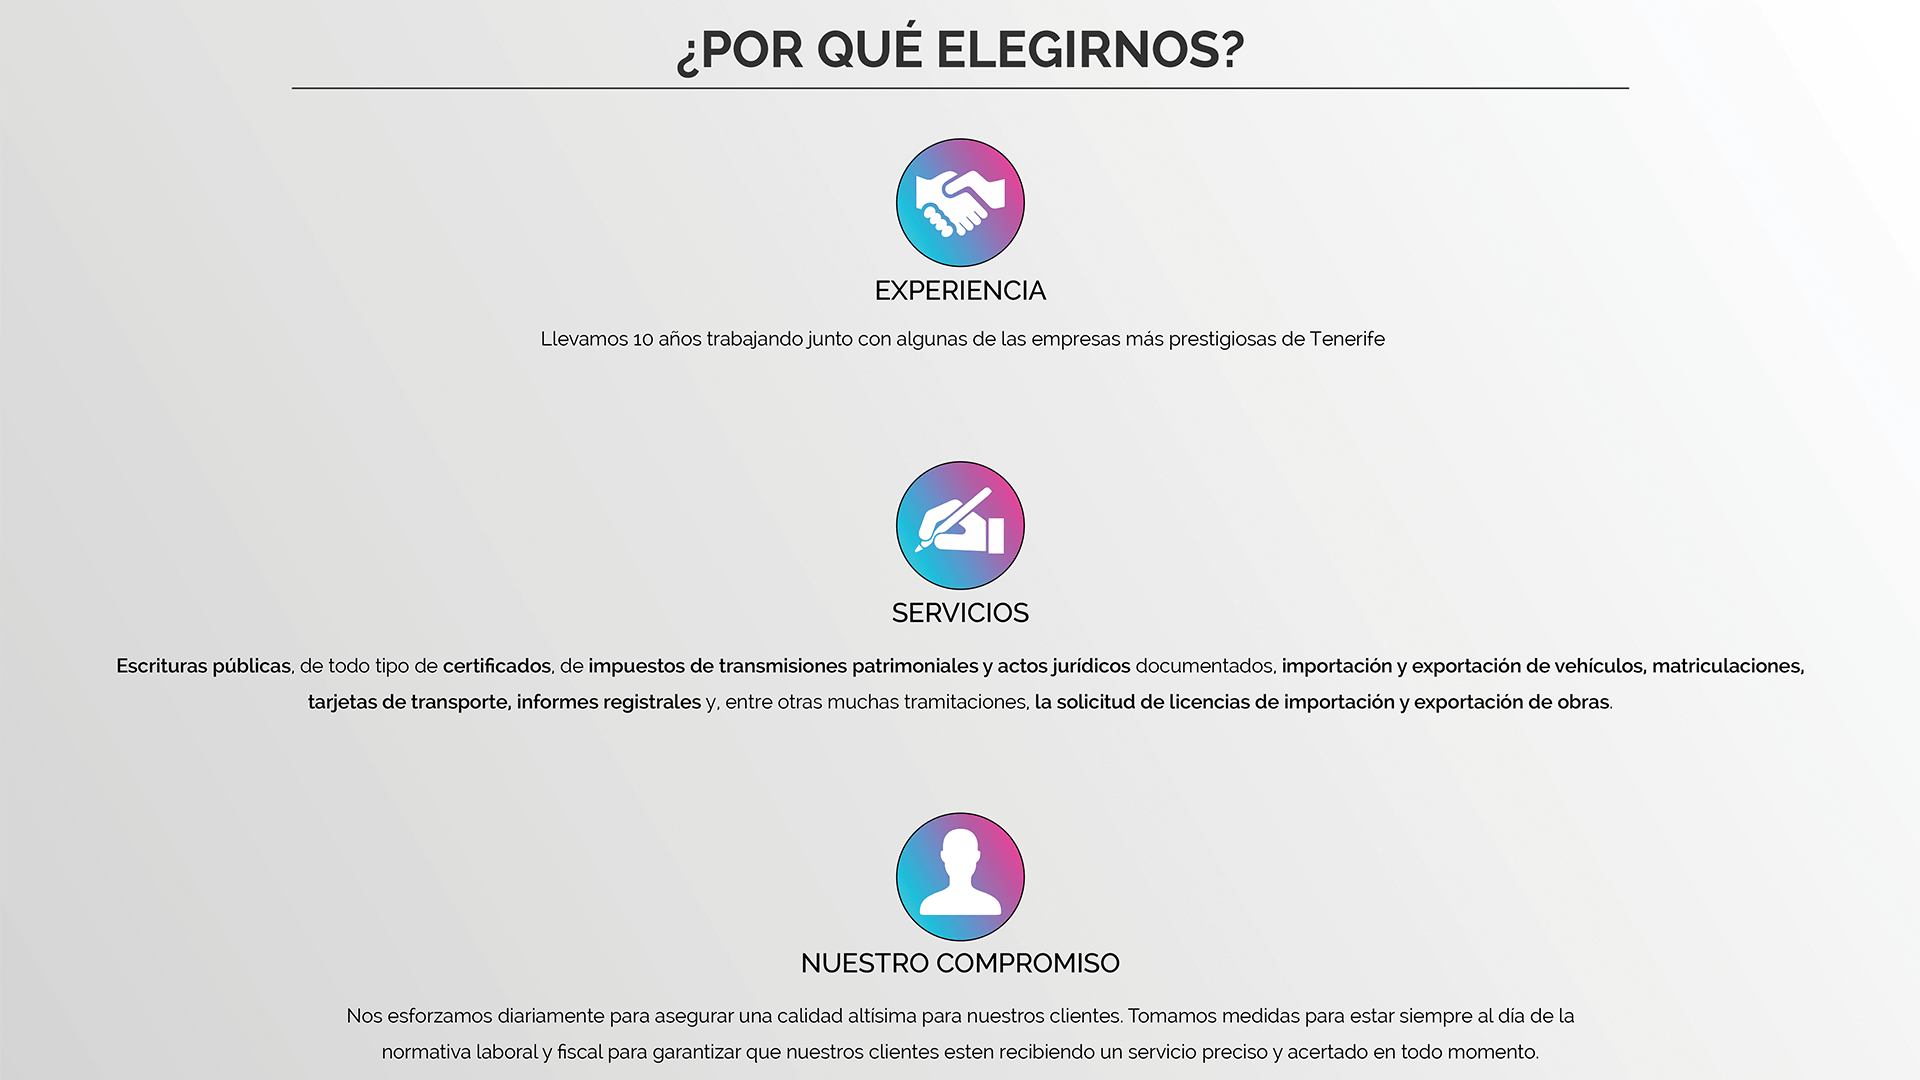 ¿POR QUÉ ELEGIRNOS?
EXPERIENCIA
Llevamos 10 años trabajando junto con algunas de las empresas más prestigiosas de Tenerife
SERVICIOS
Escrituras públicas, de todo tipo de certificados, de impuestos de transmisiones patrimoniales y actos jurídicos documentados, importación y exportación de vehículos, matriculaciones,
tarjetas de transporte, informes registrales y, entre otras muchas tramitaciones, la solicitud de licencias de importación y exportación de obras.
NUESTRO COMPROMISO
Nos esforzamos diariamente para asegurar una calidad altísima para nuestros clientes. Tomamos medidas para estar siempre al día de la
normativa laboral y fiscal para garantizar que nuestros clientes esten recibiendo un servicio preciso y acertado en todo momento.